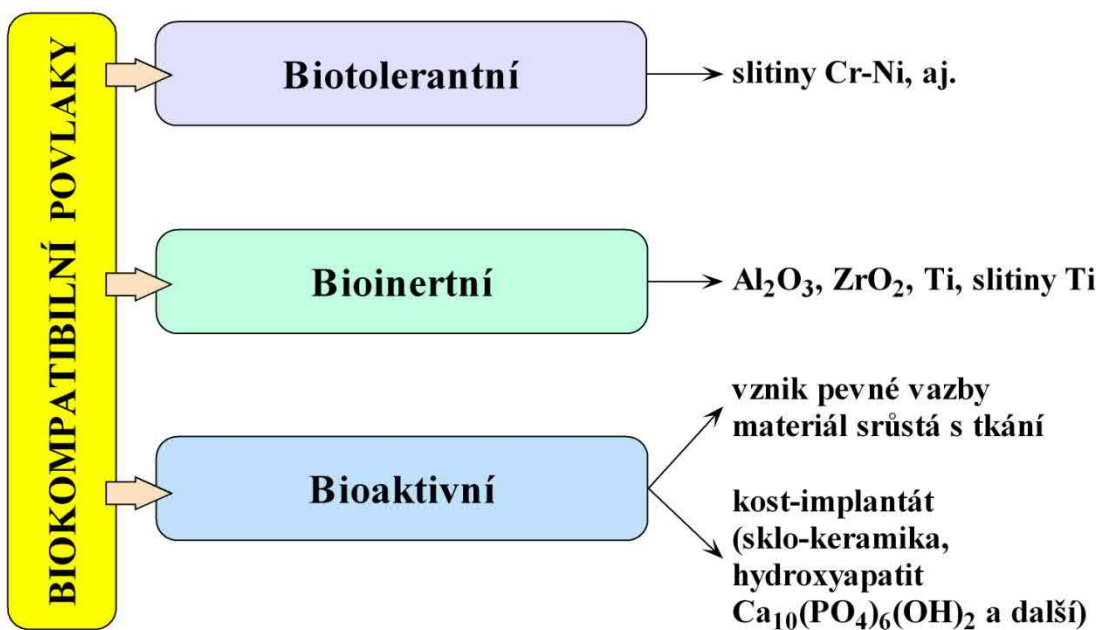 BIOKOMPATIBILNÍ POVLAKY
Biotolerantní
slitiny Cr-Ni, aj.
Bioinertní
Al₂O₃, ZrO₂, Ti, slitiny Ti
Bioaktivní
vznik pevné vazby
materiál srůstá s tkání
kost-implantát
(sklo-keramika,
hydroxyapatit
Ca₁₀(PO₄)₆(OH)₂ a další)